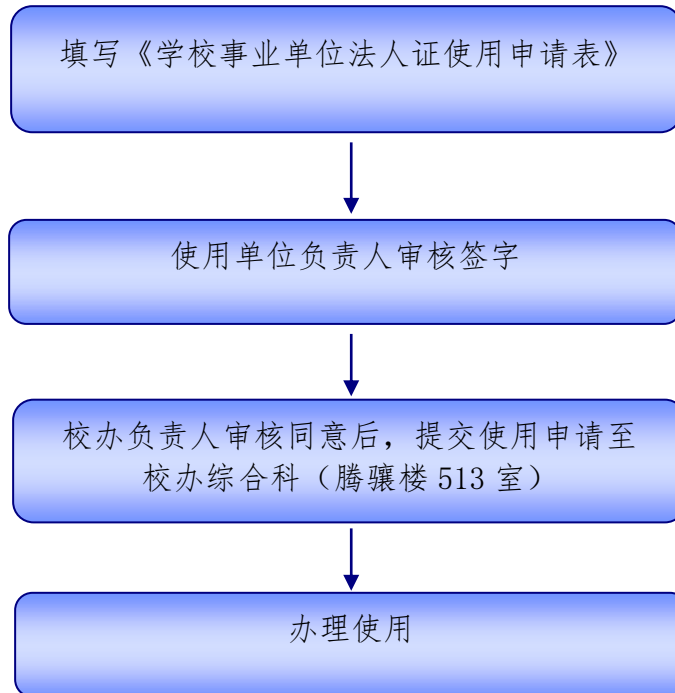 填写《学校事业单位法人证使用申请表》
使用单位负责人审核签字
校办负责人审核同意后，提交使用申请至
校办综合科（腾骧楼 513 室）
办理使用